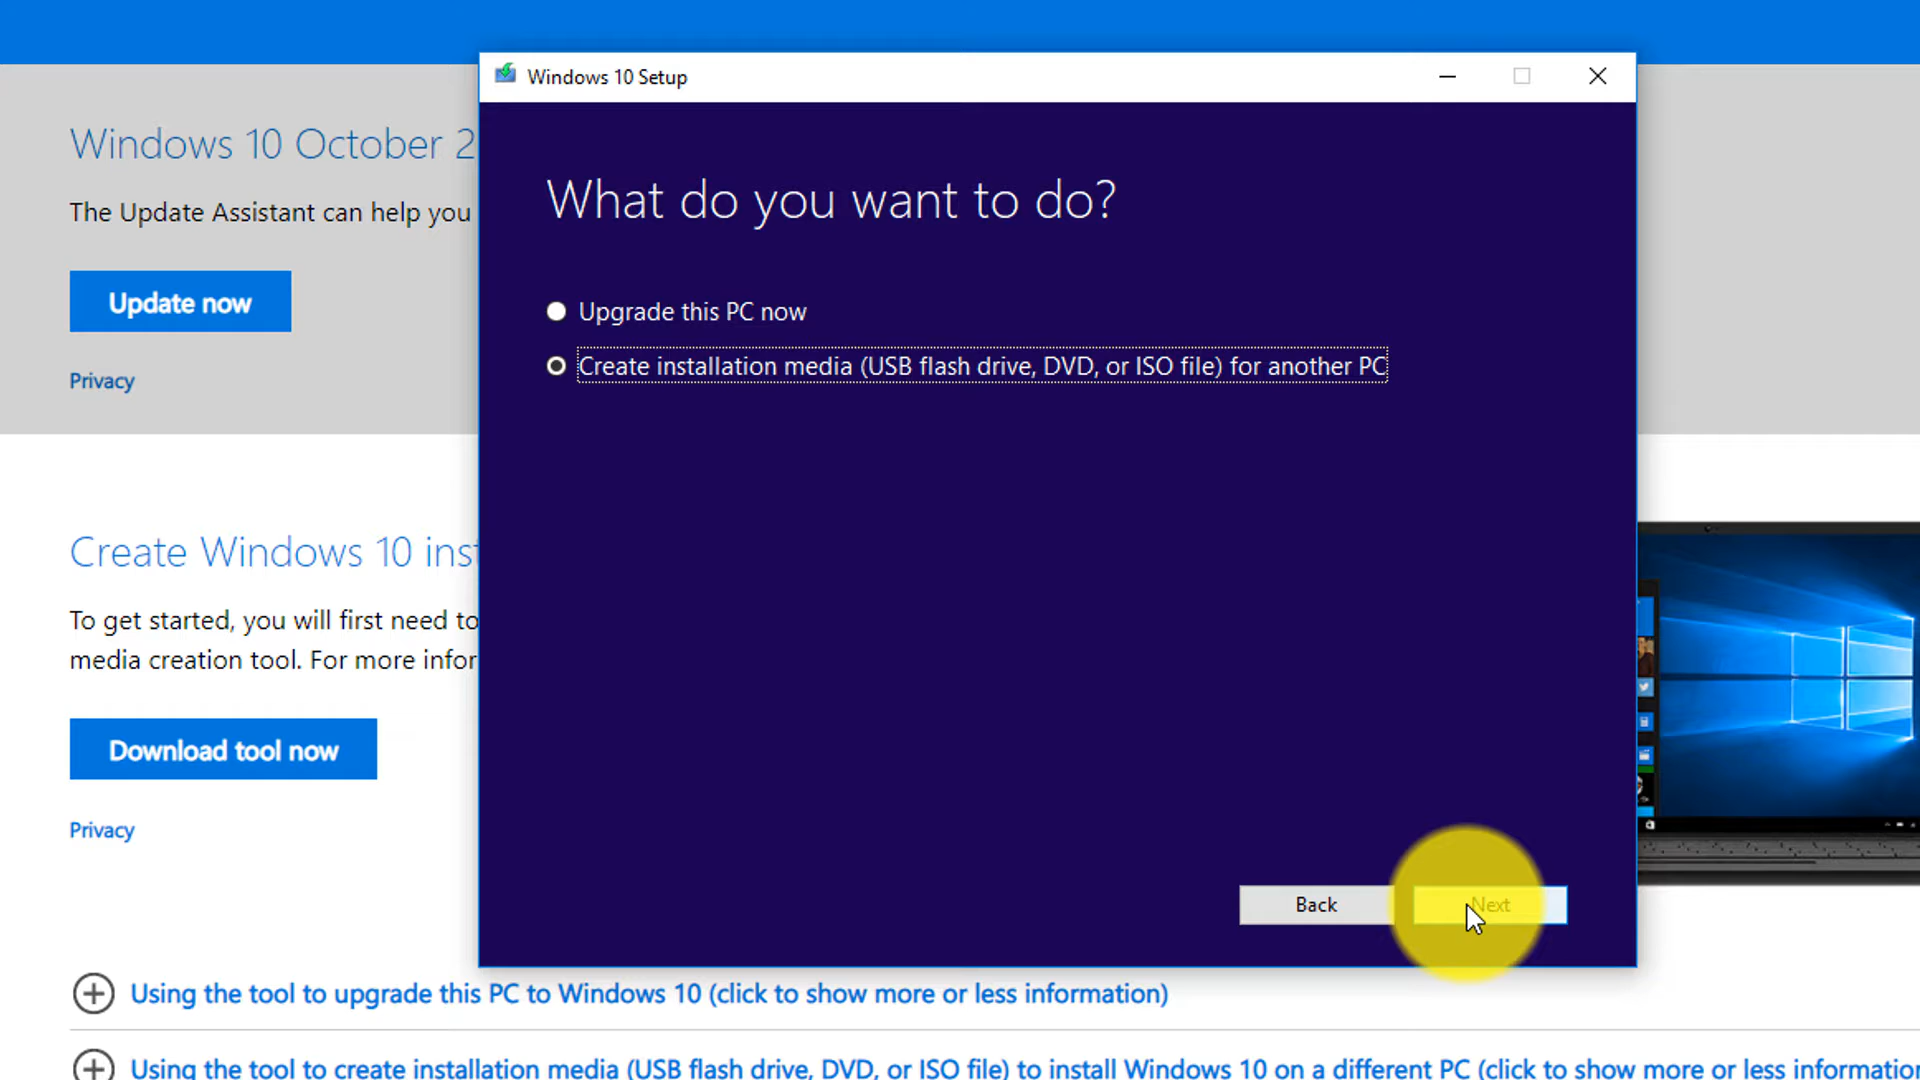 Windows 10 Setup
Windows 10 October 2
What do you want to do?
The Update Assistant can help you
Update now
Upgrade this PC now
Create installation media (USB flash drive, DVD, or ISO file) for another PC
Privacy
Create Windows 10 inst
To get started, you will first need to
media creation tool. For more infor
Download tool now
Privacy
Back
Next
Using the tool to upgrade this PC to Windows 10 (click to show more or less information)
Using the tool to create installation media (USB flash drive, DVD, or ISO file) to install Windows 10 on a different PC (click to show more or less information